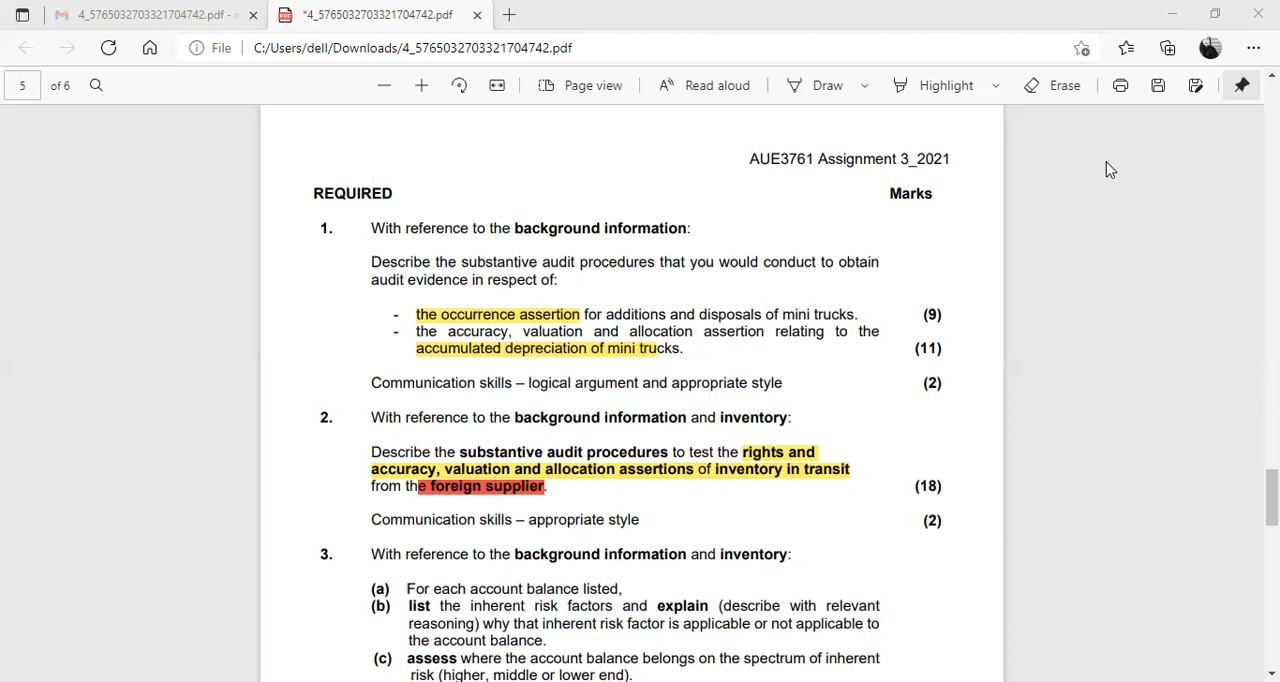 4_5765032703321704742.pdf -
*4_5765032703321704742.pdf
File
C:/Users/dell/Downloads/4_5765032703321704742.pdf
5 of 6
Page view
Read aloud
Draw
Highlight
Erase
AUE3761 Assignment 3_2021
REQUIRED Marks
1. With reference to the background information:
Describe the substantive audit procedures that you would conduct to obtain
audit evidence in respect of:
- the occurrence assertion for additions and disposals of mini trucks. (9)
- the accuracy, valuation and allocation assertion relating to the
accumulated depreciation of mini trucks. (11)
Communication skills – logical argument and appropriate style (2)
2. With reference to the background information and inventory:
Describe the substantive audit procedures to test the rights and
accuracy, valuation and allocation assertions of inventory in transit
from the foreign supplier. (18)
Communication skills – appropriate style (2)
3. With reference to the background information and inventory:
(a) For each account balance listed,
(b) list the inherent risk factors and explain (describe with relevant
reasoning) why that inherent risk factor is applicable or not applicable to
the account balance.
(c) assess where the account balance belongs on the spectrum of inherent
risk (higher, middle or lower end).